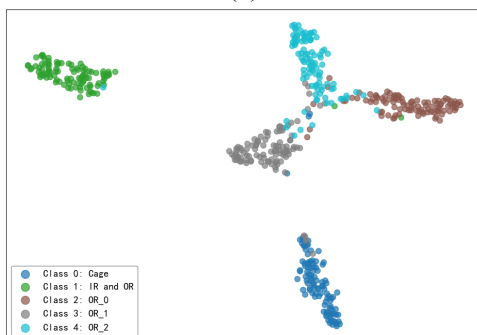 Class 0: Cage
Class 1: IR and OR
Class 2: OR_0
Class 3: OR_1
Class 4: OR_2